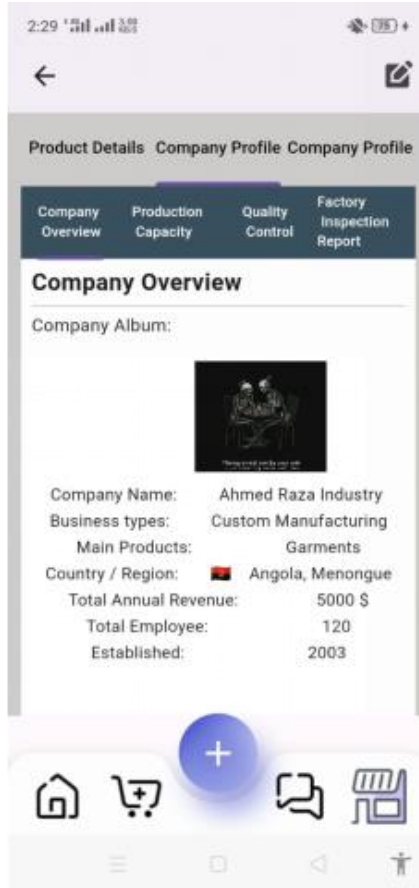 2:29
75
Product Details Company Profile Company Profile
Company Overview
Production Capacity
Quality Control
Factory Inspection Report
Company Overview
Company Album:
Company Name: Ahmed Raza Industry
Business types: Custom Manufacturing
Main Products: Garments
Country / Region: Angola, Menongue
Total Annual Revenue: 5000 $
Total Employee: 120
Established: 2003